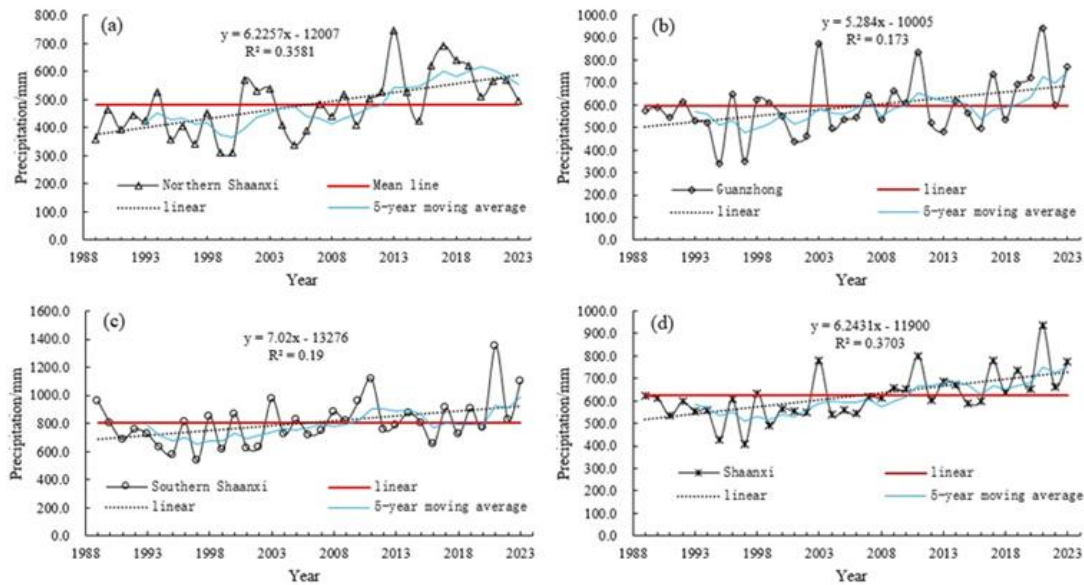 (a)
y = 6.2257x - 12007
R² = 0.3581
800.0
700.0
600.0
500.0
400.0
300.0
200.0
100.0
0.0
Precipitation/mm
Northern Shaanxi
Mean line
linear
5-year moving average
1988 1993 1998 2003 2008 2013 2018 2023
Year
(b)
y = 5.284x - 10005
R² = 0.173
1000.0
900.0
800.0
700.0
600.0
500.0
400.0
300.0
200.0
100.0
0.0
Precipitation/mm
Guanzhong
linear
linear
5-year moving average
1988 1993 1998 2003 2008 2013 2018 2023
Year
(c)
y = 7.02x - 13276
R² = 0.19
1600.0
1400.0
1200.0
1000.0
800.0
600.0
400.0
200.0
0.0
Precipitation/mm
Southern Shaanxi
linear
linear
5-year moving average
1988 1993 1998 2003 2008 2013 2018 2023
Year
(d)
y = 6.2431x - 11900
R² = 0.3703
1000.0
900.0
800.0
700.0
600.0
500.0
400.0
300.0
200.0
100.0
0.0
Precipitation/mm
Shaanxi
linear
linear
5-year moving average
1988 1993 1998 2003 2008 2013 2018 2023
Year